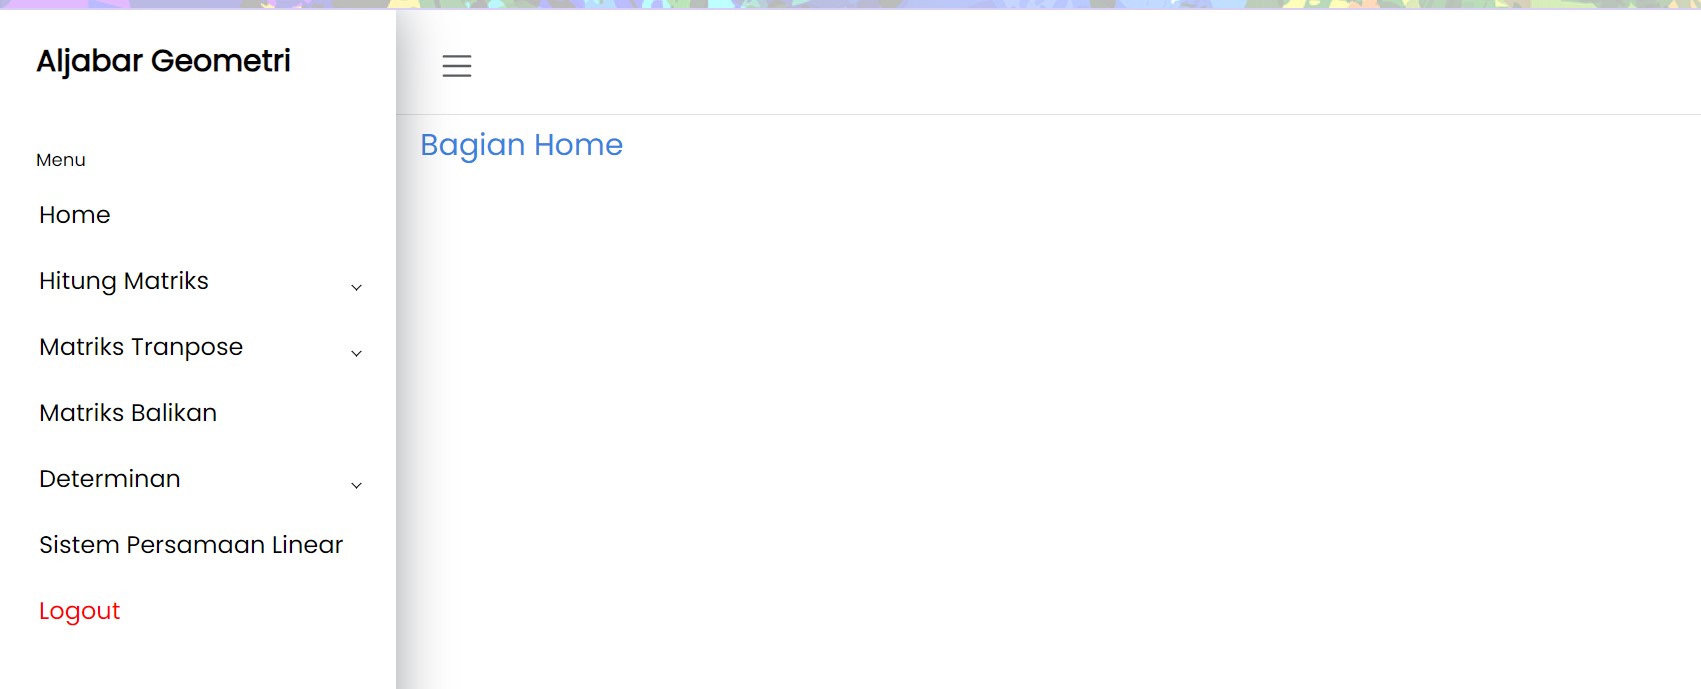 Aljabar Geometri
Menu
Home
Hitung Matriks
Matriks Tranpose
Matriks Balikan
Determinan
Sistem Persamaan Linear
Logout
Bagian Home